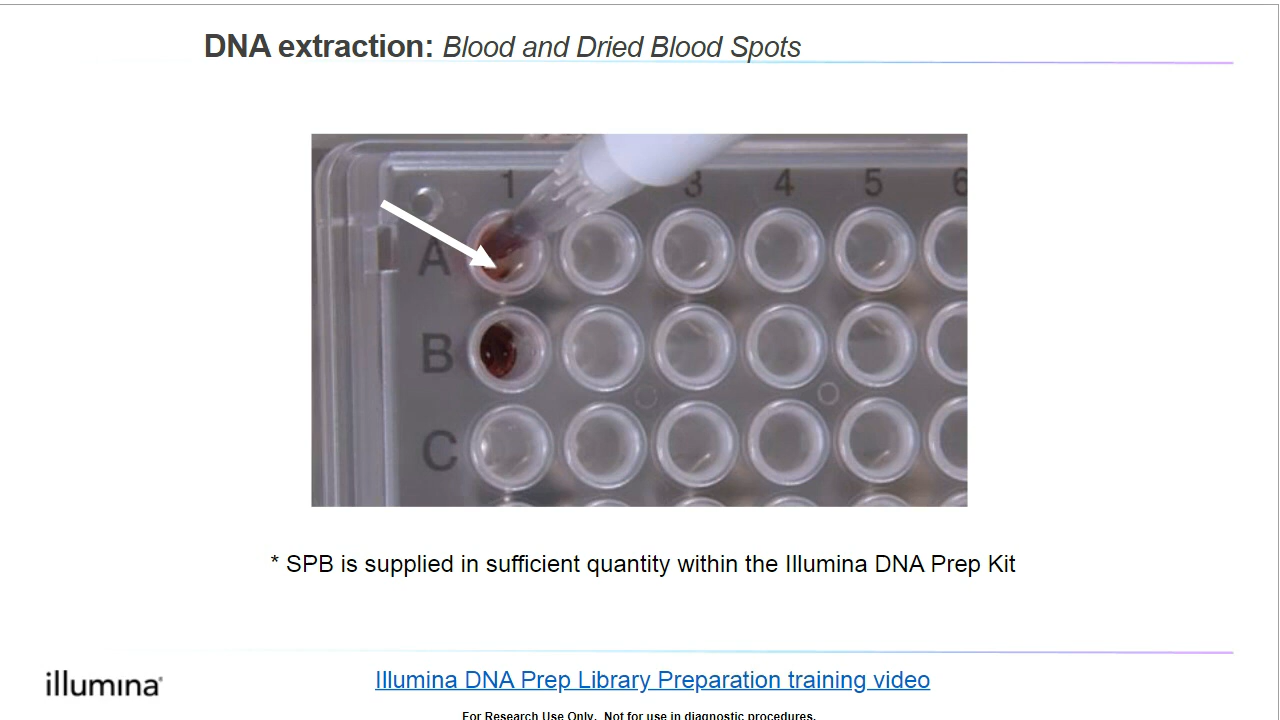 DNA extraction: Blood and Dried Blood Spots
1 3 4 5 6
A
B
C
* SPB is supplied in sufficient quantity within the Illumina DNA Prep Kit
illumina®
Illumina DNA Prep Library Preparation training video
For Research Use Only. Not for use in diagnostic procedures.